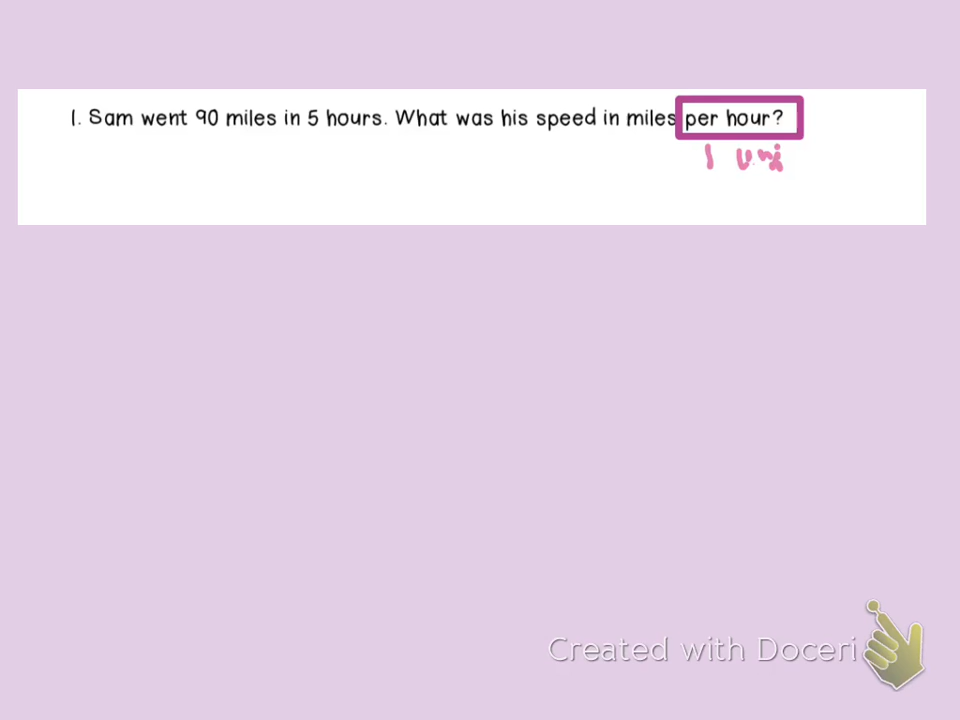 1. Sam went 90 miles in 5 hours. What was his speed in miles per hour?
1 uni
Created with Doceri